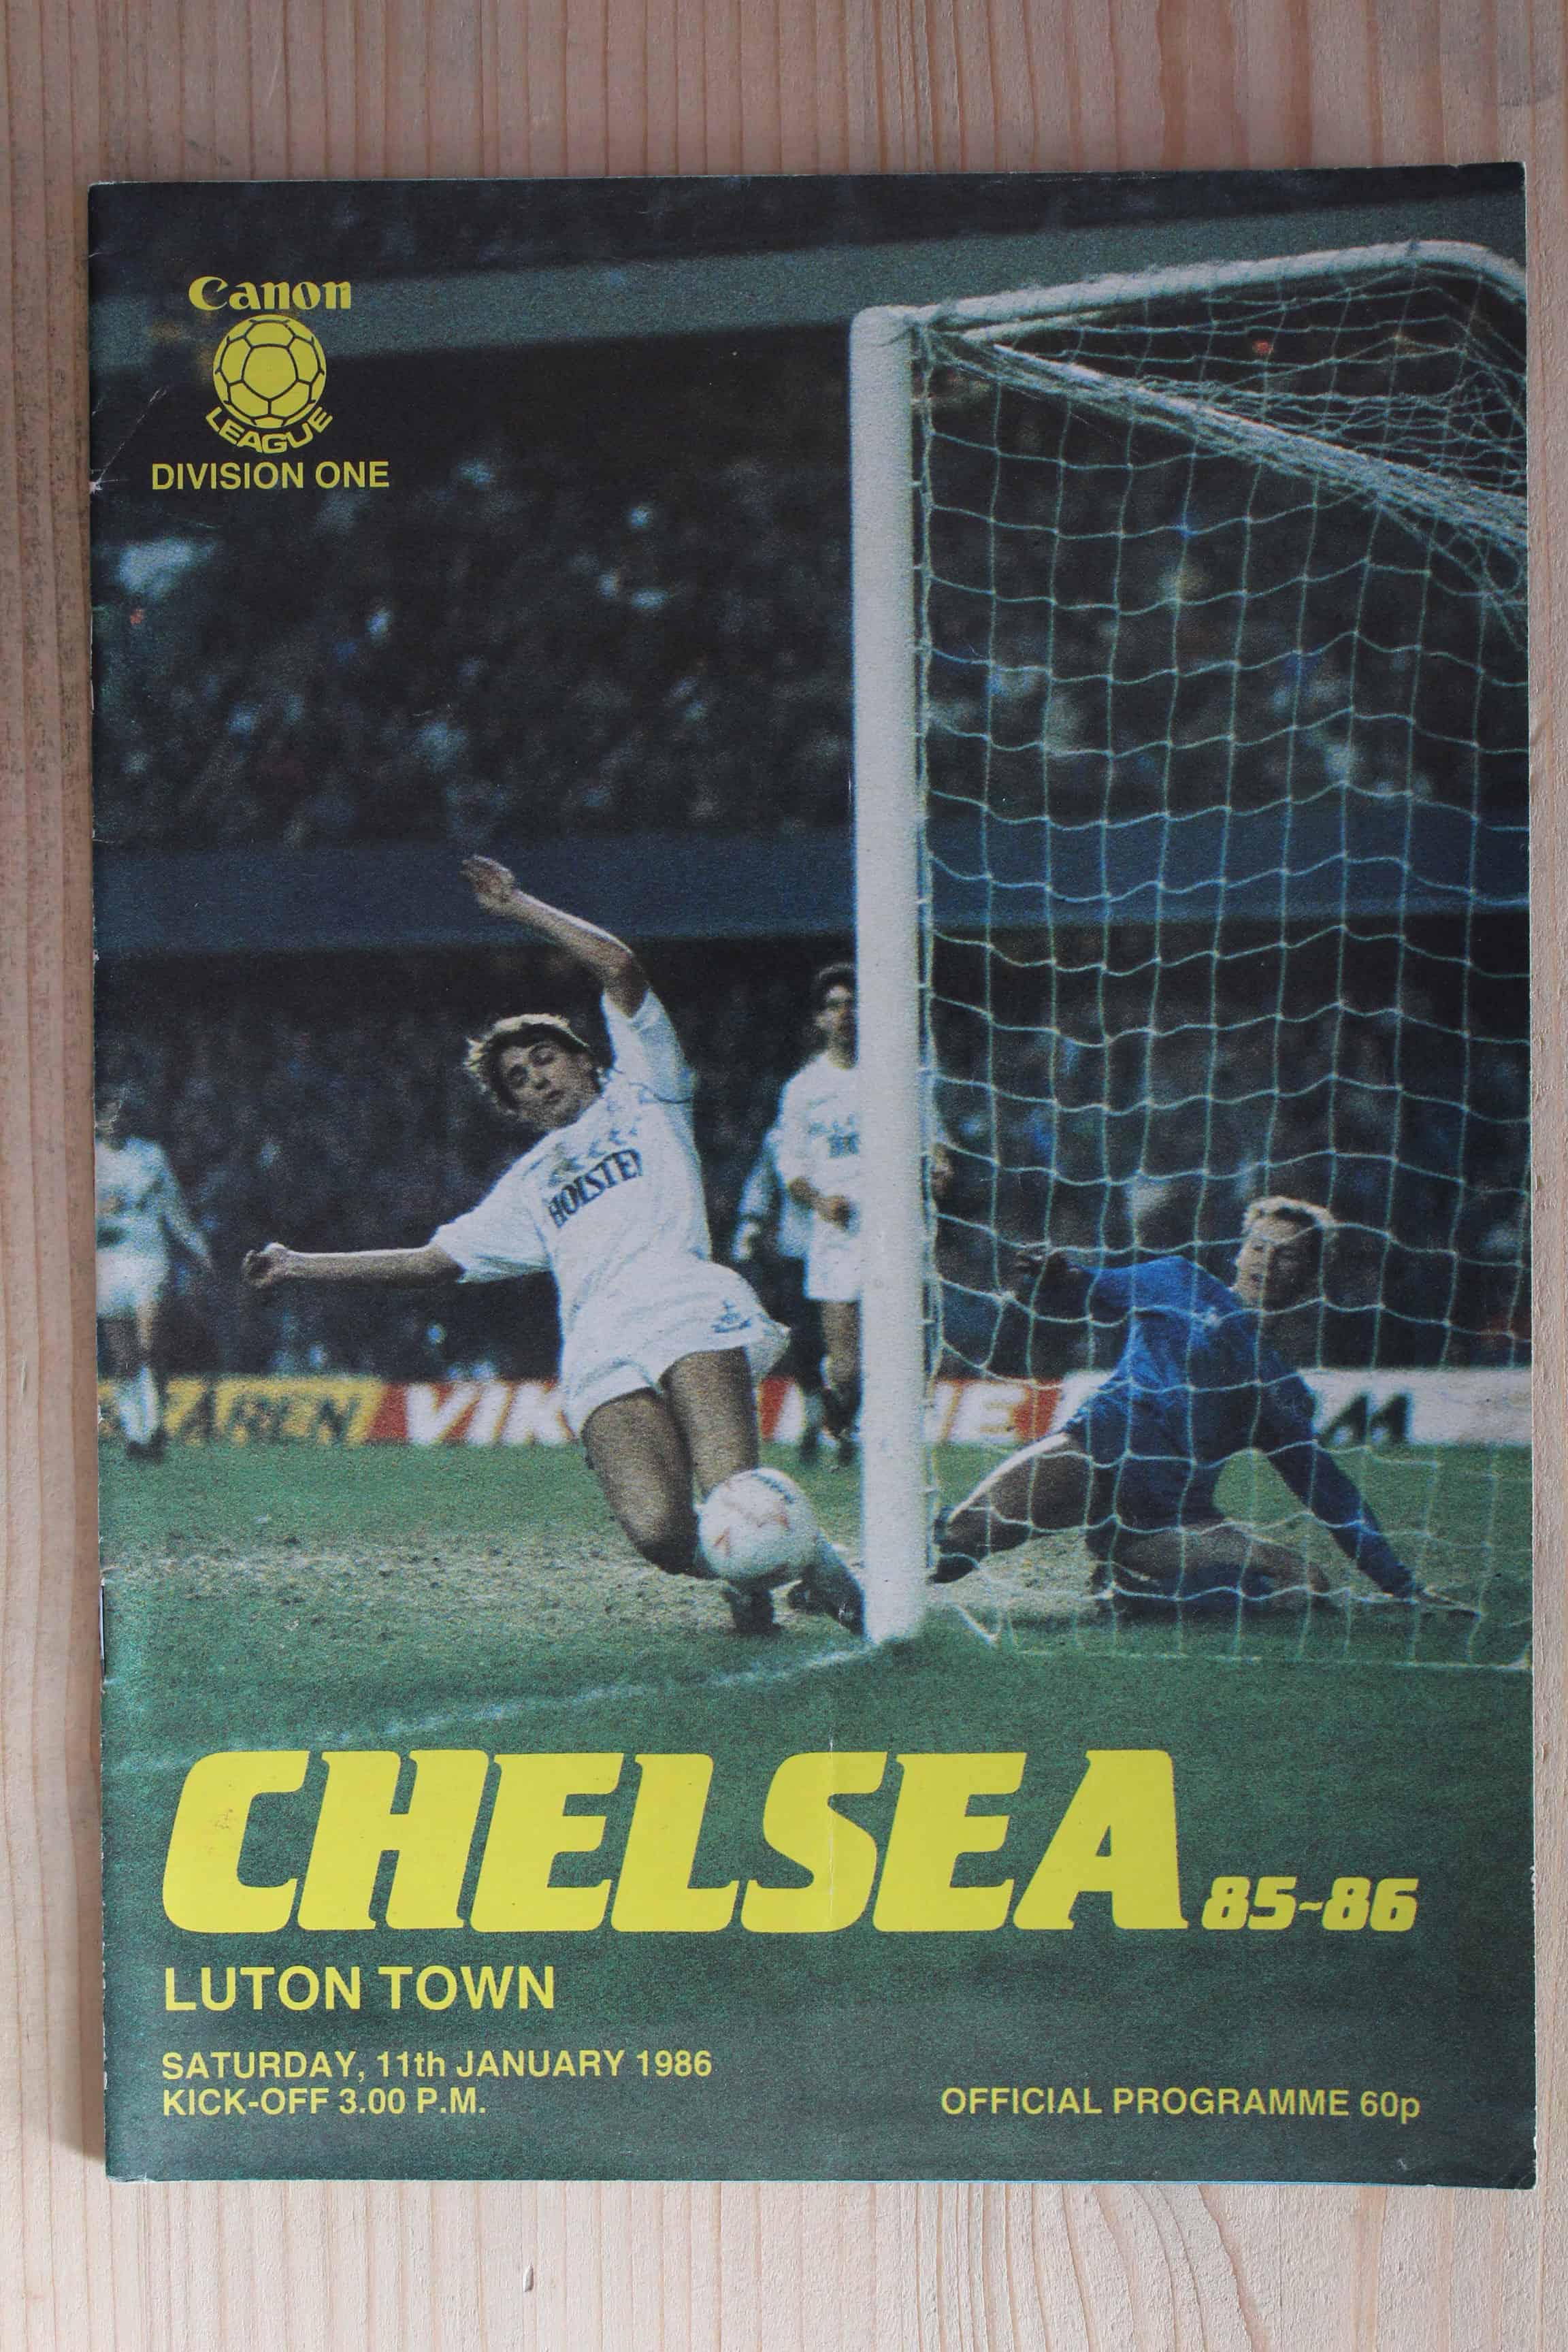 Canon
LEAGUE
DIVISION ONE
HOLSTEN
VIK
CHELSEA 85-86
LUTON TOWN
SATURDAY, 11th JANUARY 1986
KICK-OFF 3.00 P.M.
OFFICIAL PROGRAMME 60p